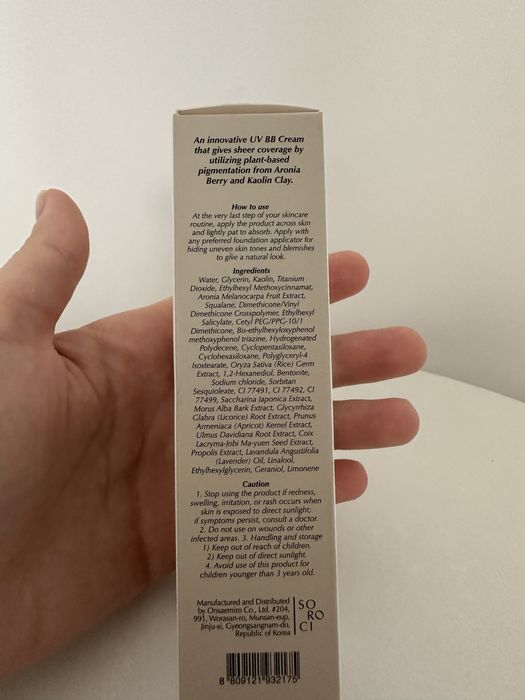 An innovative UV BB Cream
that gives sheer coverage by
utilizing plant-based
pigmentation from Aronia
Berry and Kaolin Clay.
How to use
At the very last step of your skincare
routine, apply the product across skin
and lightly pat to absorb. Apply with
any preferred foundation applicator for
hiding uneven skin tones and blemishes
to give a natural look.
Ingredients
Water, Glycerin, Kaolin, Titanium
Dioxide, Ethylhexyl Methoxycinnamat,
Aronia Melanocarpa Fruit Extract,
Squalane, Dimethicone/Vinyl
Dimethicone Crosspolymer, Ethylhexyl
Salicylate, Cetyl PEG/PPG-10/1
Dimethicone, Bis-ethylhexyloxyphenol
methoxyphenol triazine, Hydrogenated
Polydecene, Cyclopentasiloxane,
Cyclohexasiloxane, Polyglyceryl-4
Isostearate, Oryza Sativa (Rice) Germ
Extract, 1,2-Hexanediol, Bentonite,
Sodium chloride, Sorbitan
Sesquioleate, CI 77491, CI 77492, CI
77499, Saccharina Japonica Extract,
Morus Alba Bark Extract, Glycyrrhiza
Glabra (Licorice) Root Extract, Prunus
Armeniaca (Apricot) Kernel Extract,
Ulmus Davidiana Root Extract, Coix
Lacryma-Jobi Ma-yuen Seed Extract,
Propolis Extract, Lavandula Angustifolia
(Lavender) Oil, Linalool,
Ethylhexylglycerin, Geraniol, Limonene
Caution
1. Stop using the product if redness,
swelling, irritation, or rash occurs when
skin is exposed to direct sunlight;
if symptoms persist, consult a doctor.
2. Do not use on wounds or other
infected areas. 3. Handling and storage
1) Keep out of reach of children.
2) Keep out of direct sunlight.
4. Avoid use of this product for
children younger than 3 years old.
Manufactured and Distributed
by Onsaemiro Co., Ltd. #204,
991, Worasan-ro, Munsan-eup,
Jinju-si, Gyeongsangnam-do,
Republic of Korea
SO
RO
CI
8 809121 932175